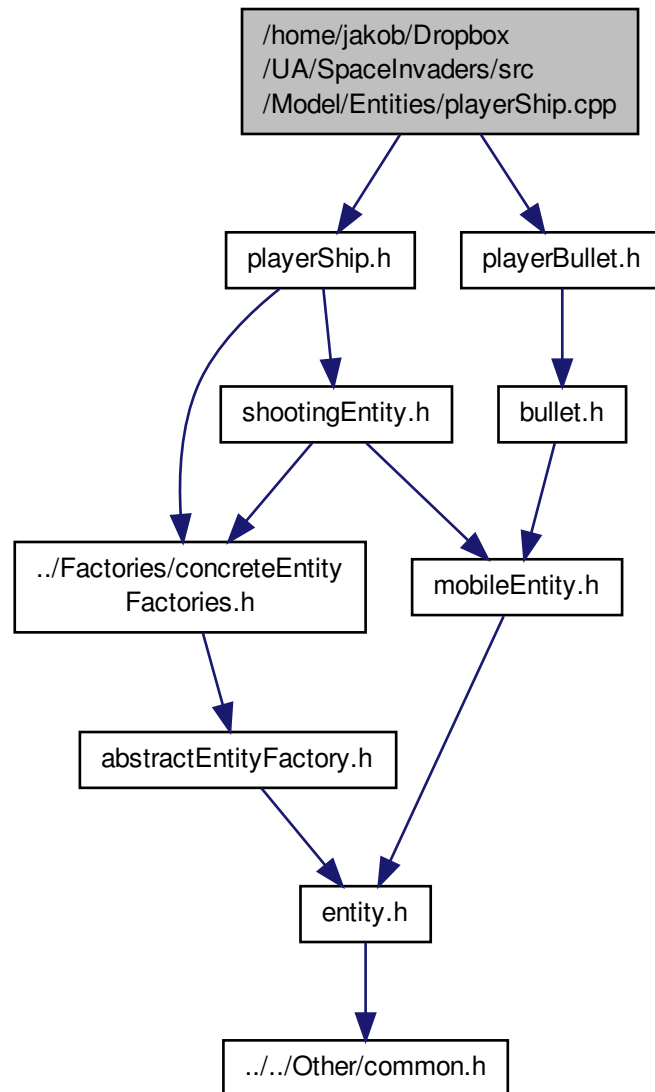 /home/jakob/Dropbox
/UA/SpaceInvaders/src
/Model/Entities/playerShip.cpp
playerShip.h
playerBullet.h
shootingEntity.h
bullet.h
../Factories/concreteEntity
Factories.h
mobileEntity.h
abstractEntityFactory.h
entity.h
../../Other/common.h